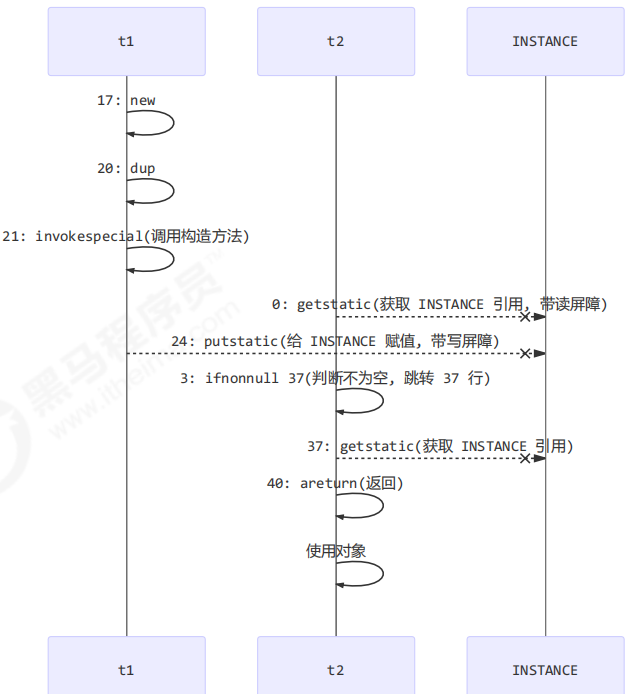 t1
t2
INSTANCE
17: new
20: dup
21: invokespecial(调用构造方法)
0: getstatic(获取 INSTANCE 引用, 带读屏障)
24: putstatic(给 INSTANCE 赋值, 带写屏障)
3: ifnonnull 37(判断不为空, 跳转 37 行)
37: getstatic(获取 INSTANCE 引用)
40: areturn(返回)
使用对象
t1
t2
INSTANCE
黑马程序员™